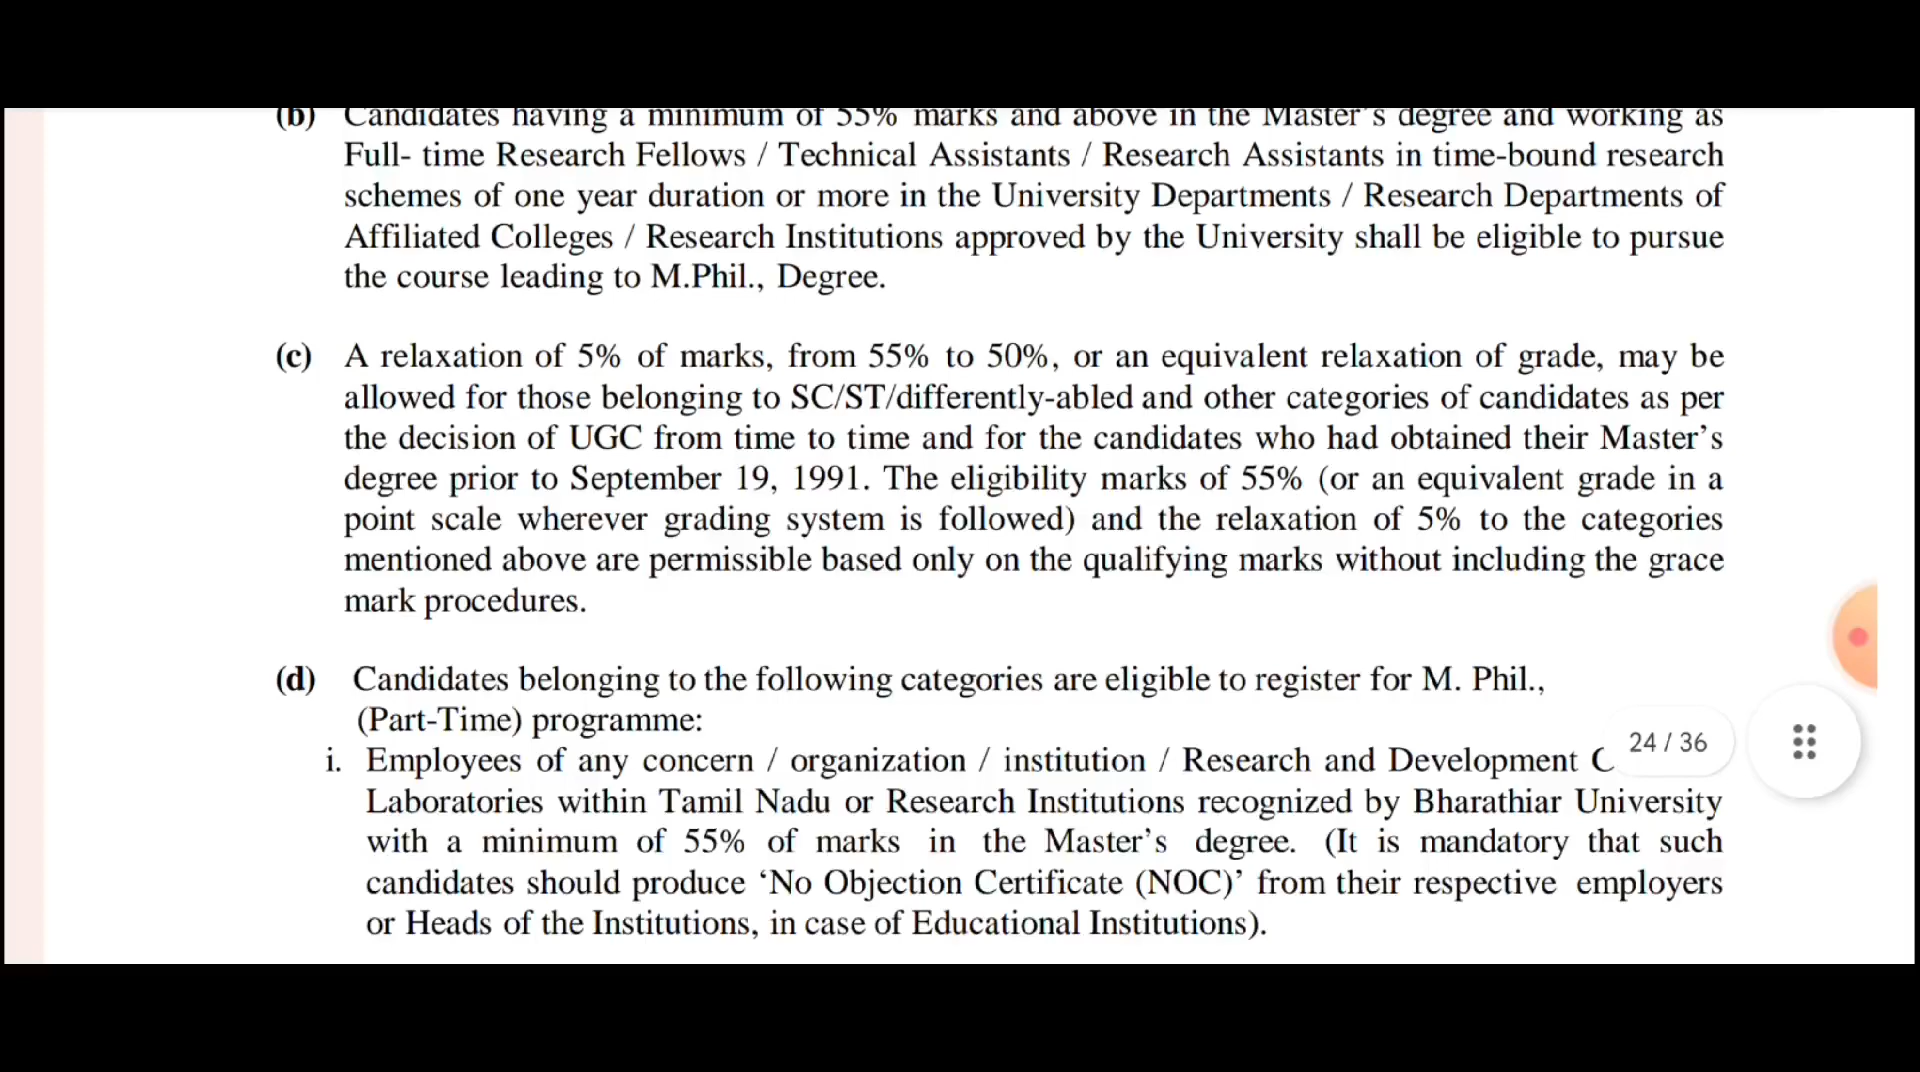 (b) Candidates having a minimum of 55% marks and above in the Master's degree and working as
Full- time Research Fellows / Technical Assistants / Research Assistants in time-bound research
schemes of one year duration or more in the University Departments / Research Departments of
Affiliated Colleges / Research Institutions approved by the University shall be eligible to pursue
the course leading to M.Phil., Degree.
(c) A relaxation of 5% of marks, from 55% to 50%, or an equivalent relaxation of grade, may be
allowed for those belonging to SC/ST/differently-abled and other categories of candidates as per
the decision of UGC from time to time and for the candidates who had obtained their Master’s
degree prior to September 19, 1991. The eligibility marks of 55% (or an equivalent grade in a
point scale wherever grading system is followed) and the relaxation of 5% to the categories
mentioned above are permissible based only on the qualifying marks without including the grace
mark procedures.
(d) Candidates belonging to the following categories are eligible to register for M. Phil.,
(Part-Time) programme:
i. Employees of any concern / organization / institution / Research and Development
24 / 36
Laboratories within Tamil Nadu or Research Institutions recognized by Bharathiar University
with a minimum of 55% of marks in the Master’s degree. (It is mandatory that such
candidates should produce ‘No Objection Certificate (NOC)’ from their respective employers
or Heads of the Institutions, in case of Educational Institutions).